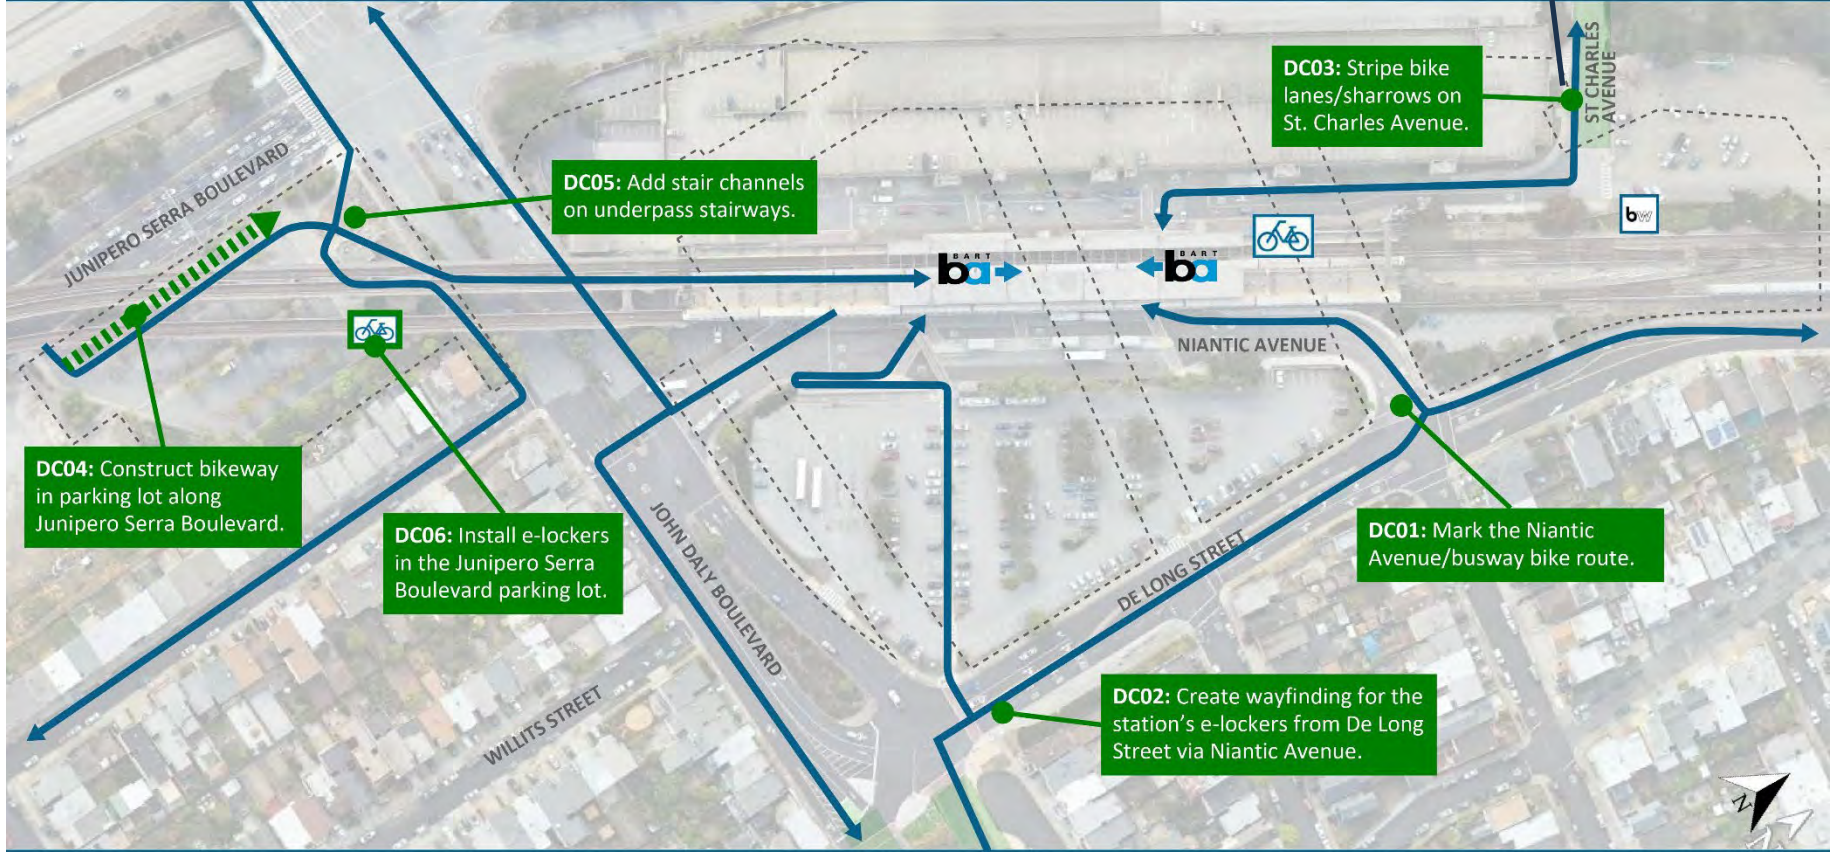 ST CHARLES
AVENUE
DC03: Stripe bike
lanes/sharrows on
St. Charles Avenue.
JUNIPERO SERRA BOULEVARD
DC05: Add stair channels
on underpass stairways.
bw
BART
ba
BART
ba
NIANTIC AVENUE
DC04: Construct bikeway
in parking lot along
Junipero Serra Boulevard.
DC06: Install e-lockers
in the Junipero Serra
Boulevard parking lot.
JOHN DALY BOULEVARD
DE LONG STREET
DC01: Mark the Niantic
Avenue/busway bike route.
WILLITS STREET
DC02: Create wayfinding for the
station's e-lockers from De Long
Street via Niantic Avenue.
N